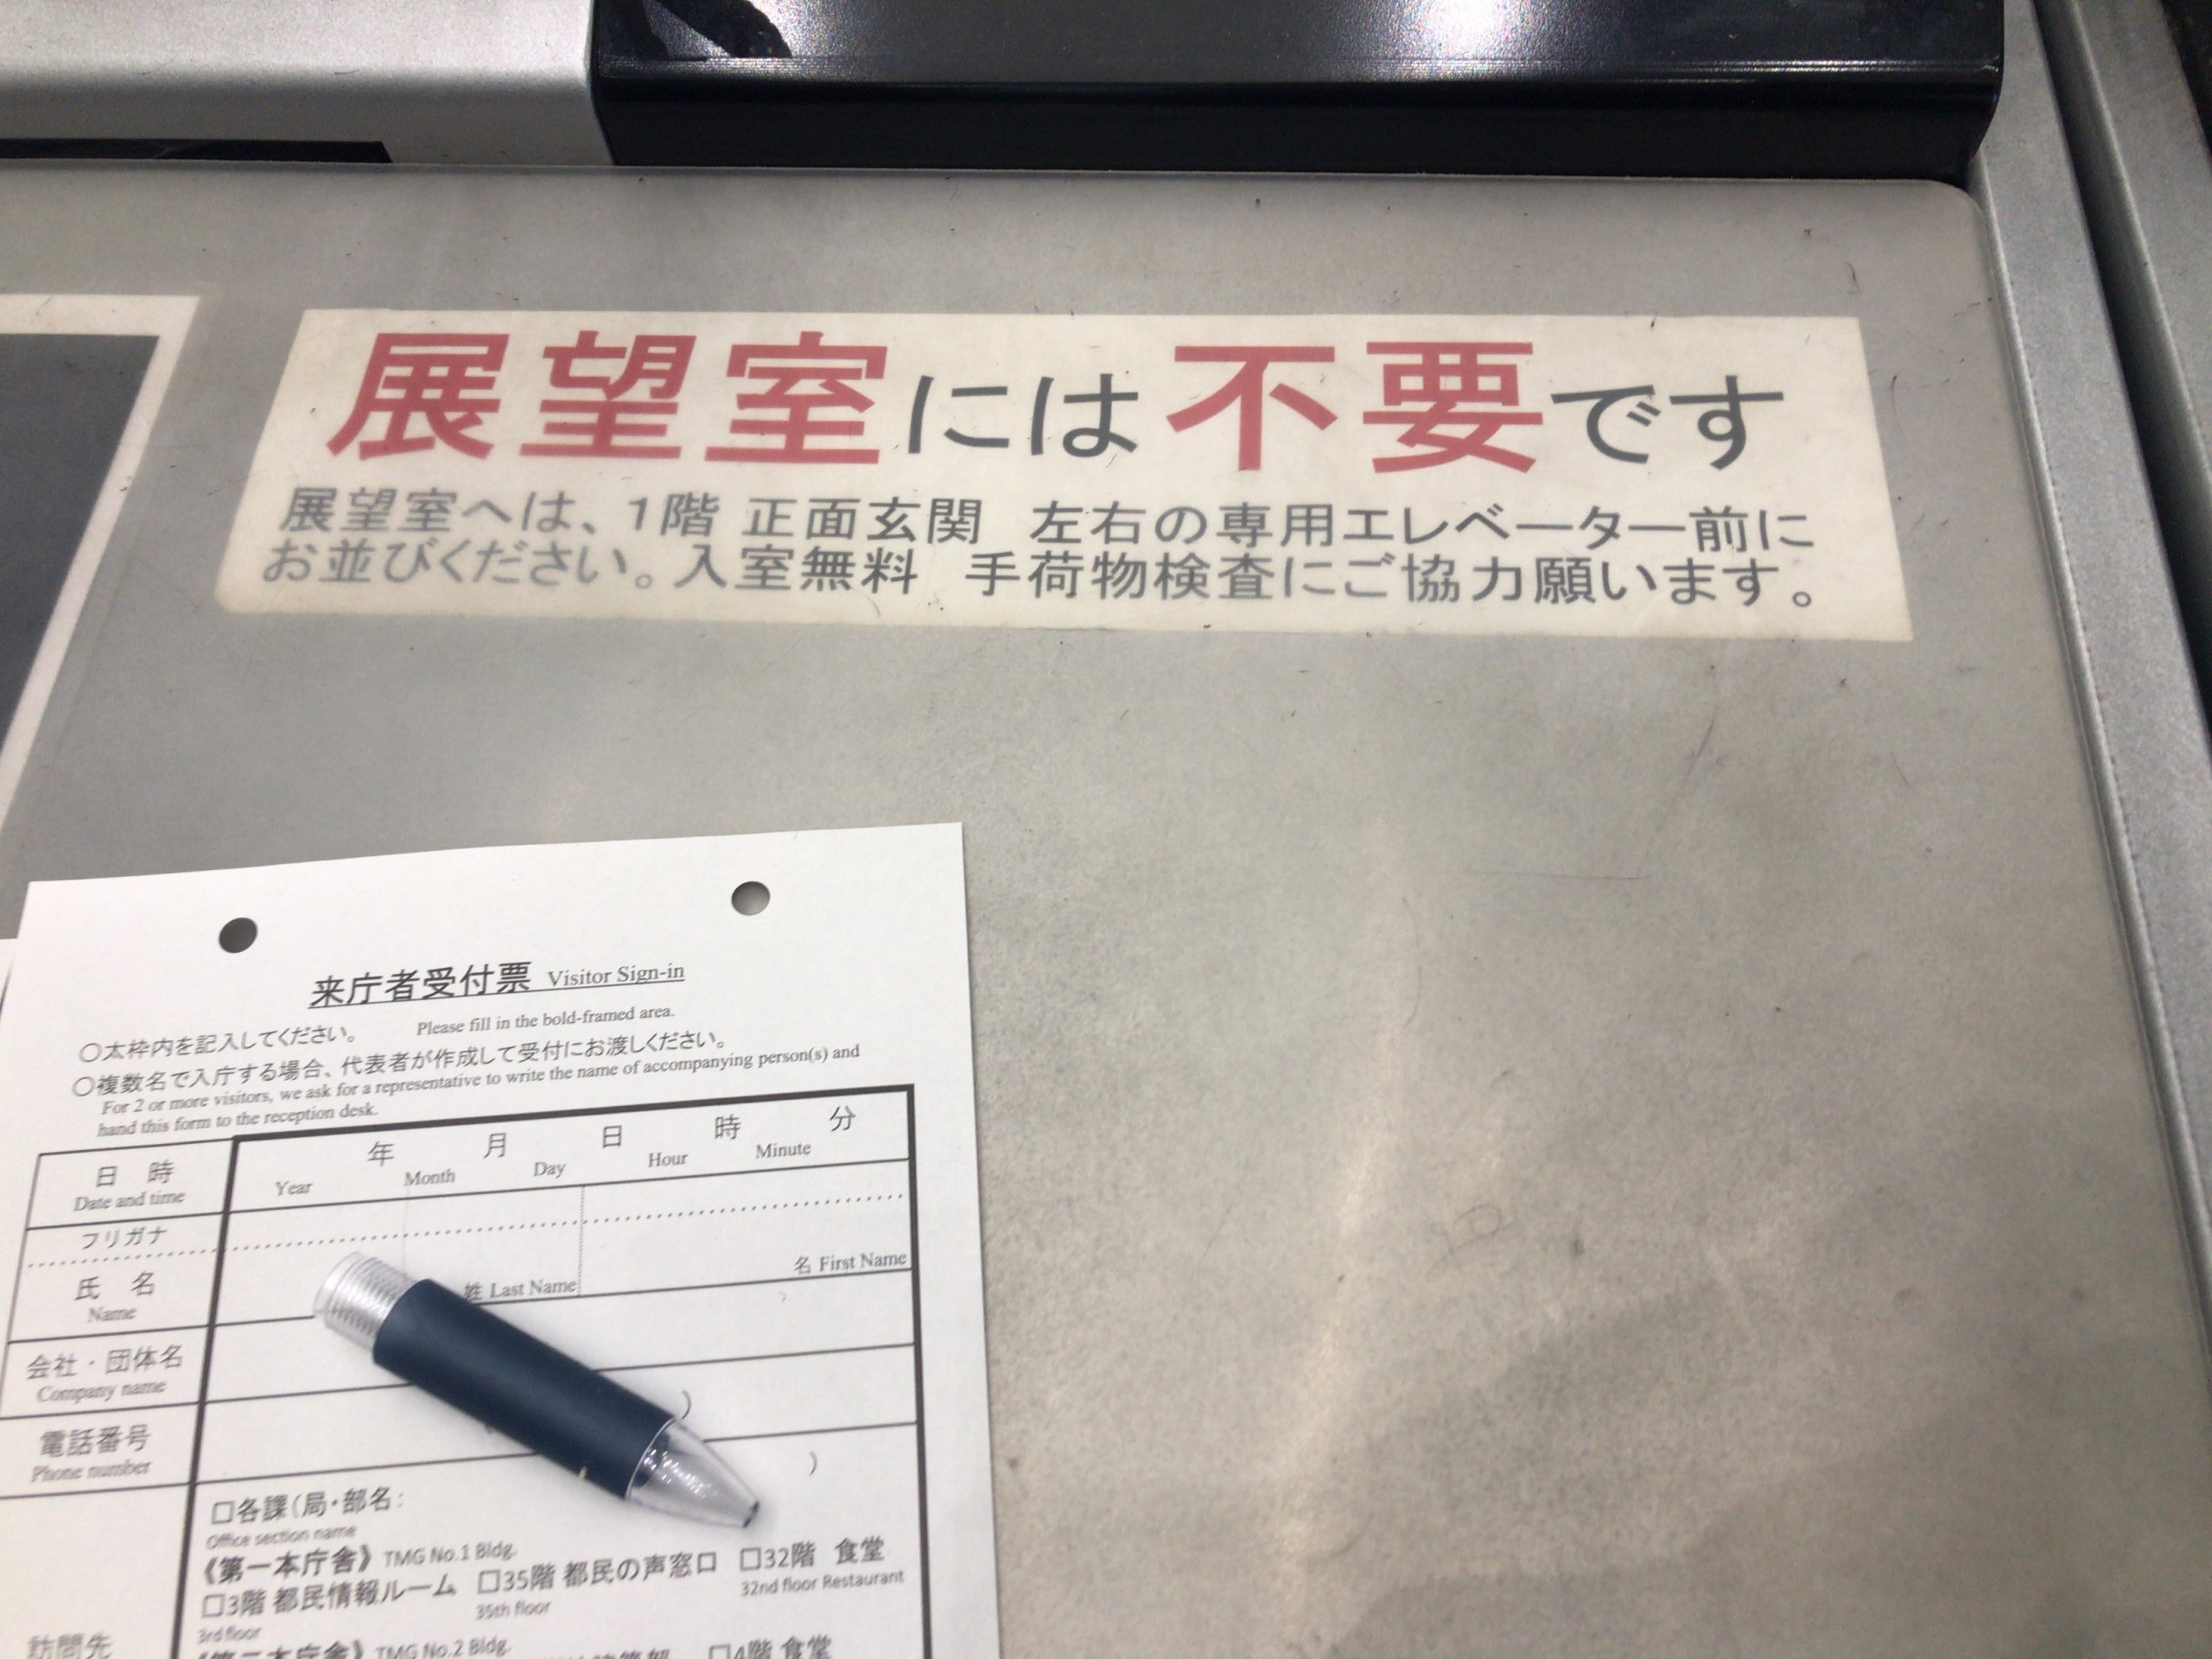 展望室には不要です
展望室へは、1階 正面玄関 左右の専用エレベーター前に
お並びください。入室無料 手荷物検査にご協力願います。
来庁者受付票 Visitor Sign-in
○太枠内を記入してください。 Please fill in the bold-framed area.
○複数名で入庁する場合、代表者が作成して受付にお渡しください。
For 2 or more visitors, we ask for a representative to write the name of accompanying person(s) and
hand this form to the reception desk.
日 時 年 月 日 時 分
Date and time Year Month Day Hour Minute
フリガナ
氏 名 姓 Last Name 名 First Name
Name
会社・団体名
Company name
電話番号 )
Phone number
□各課(局・部名: )
Office section name
《第一本庁舎》 TMG No.1 Bldg.
□3階 都民情報ルーム □35階 都民の声窓口 □32階 食堂
3rd floor 35th floor 32nd floor Restaurant
訪問先
《第二本庁舎》 TMG No.2 Bldg.
□4階 食堂